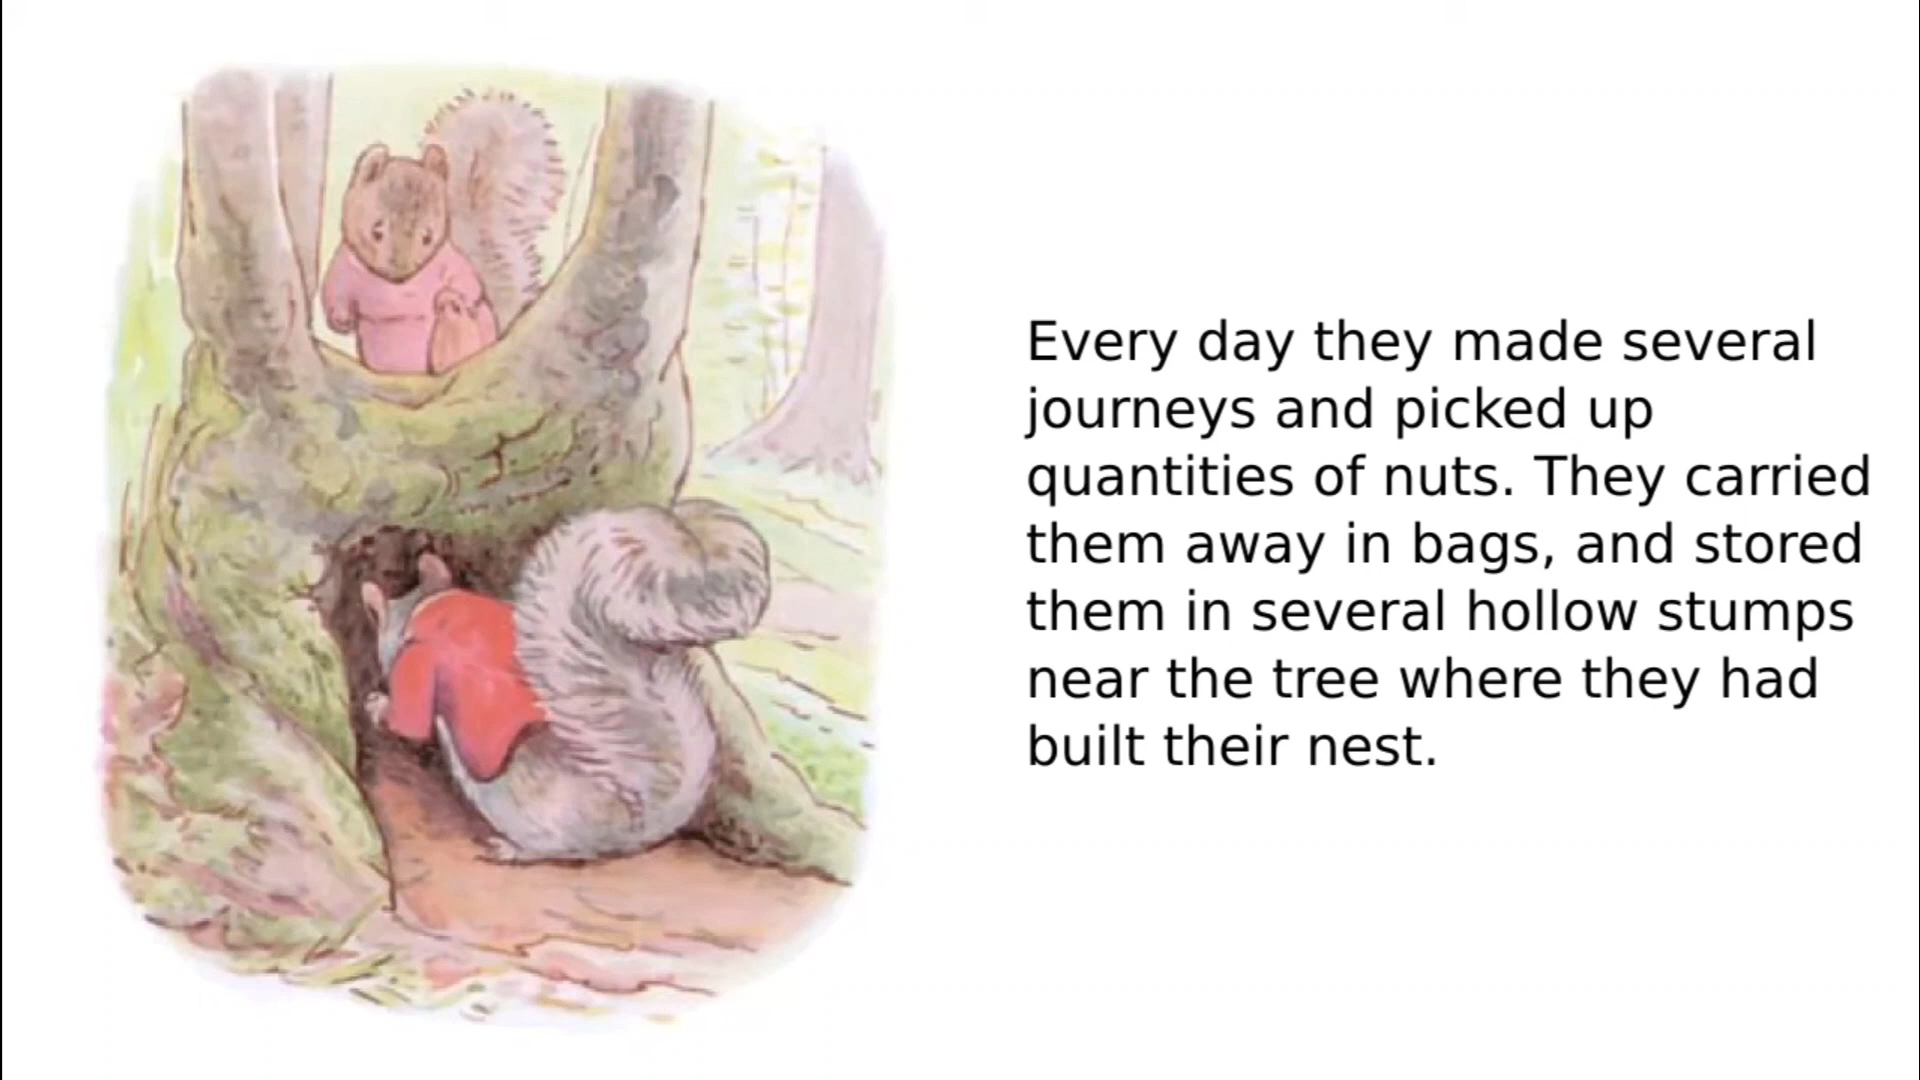 Every day they made several
journeys and picked up
quantities of nuts. They carried
them away in bags, and stored
them in several hollow stumps
near the tree where they had
built their nest.